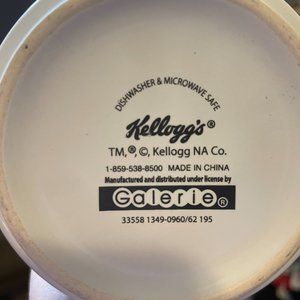 DISHWASHER & MICROWAVE SAFE
Kellogg's®
TM,®,©, Kellogg NA Co.
1-859-538-8500 MADE IN CHINA
Manufactured and distributed under license by
Galerie®
33558 1349-0960/62 195